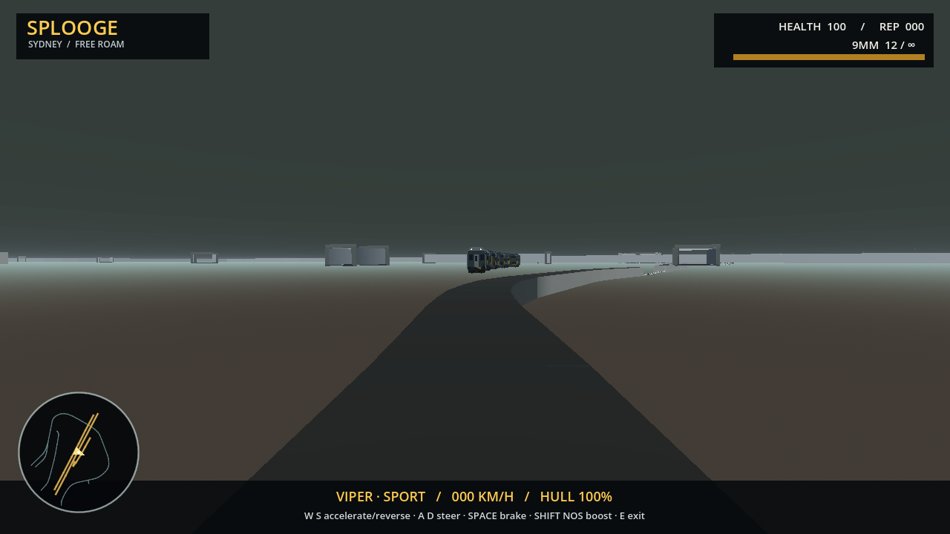 SPLOOGE
SYDNEY / FREE ROAM
HEALTH 100 / REP 000
9MM 12 / ∞
VIPER · SPORT / 000 KM/H / HULL 100%
W S accelerate/reverse · A D steer · SPACE brake · SHIFT NOS boost · E exit